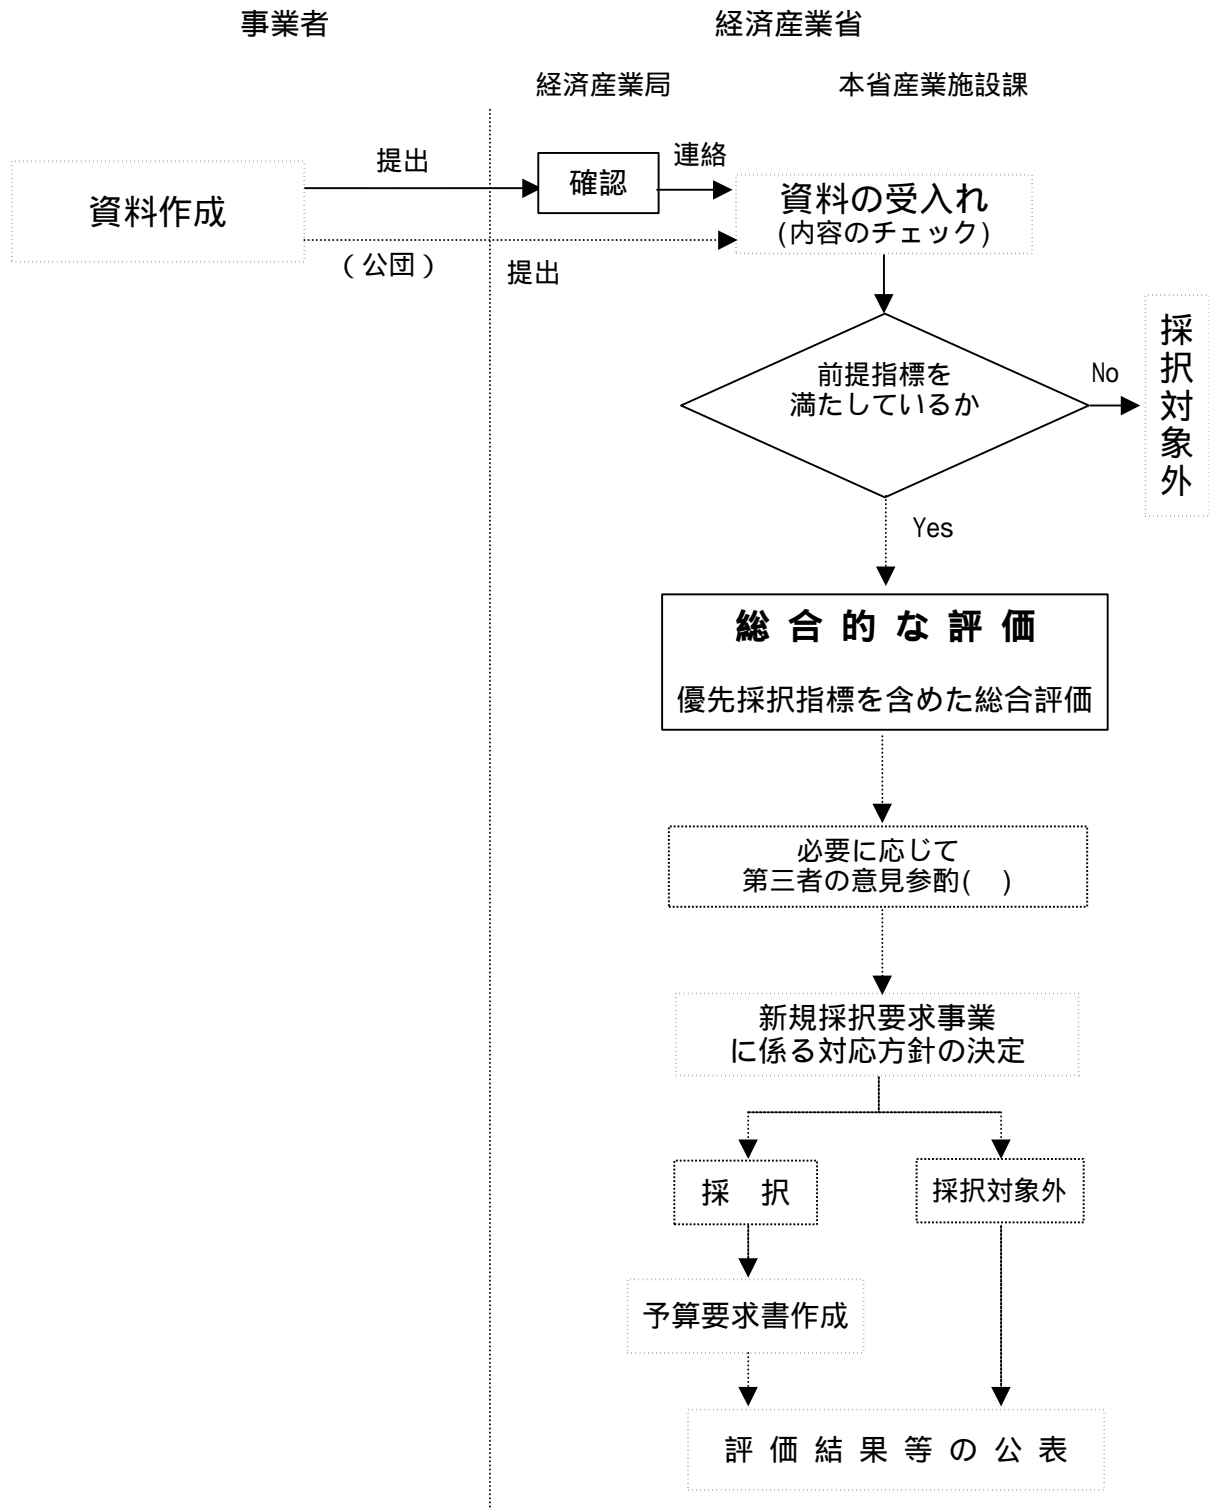 事業者
経済産業省
経済産業局
本省産業施設課
資料作成
提出
確認
連絡
資料の受入れ
(内容のチェック)
(公団)
提出
前提指標を
満たしているか
No
採択対象外
Yes
総合的な評価
優先採択指標を含めた総合評価
必要に応じて
第三者の意見参酌( )
新規採択要求事業
に係る対応方針の決定
採 択
採択対象外
予算要求書作成
評価結果等の公表